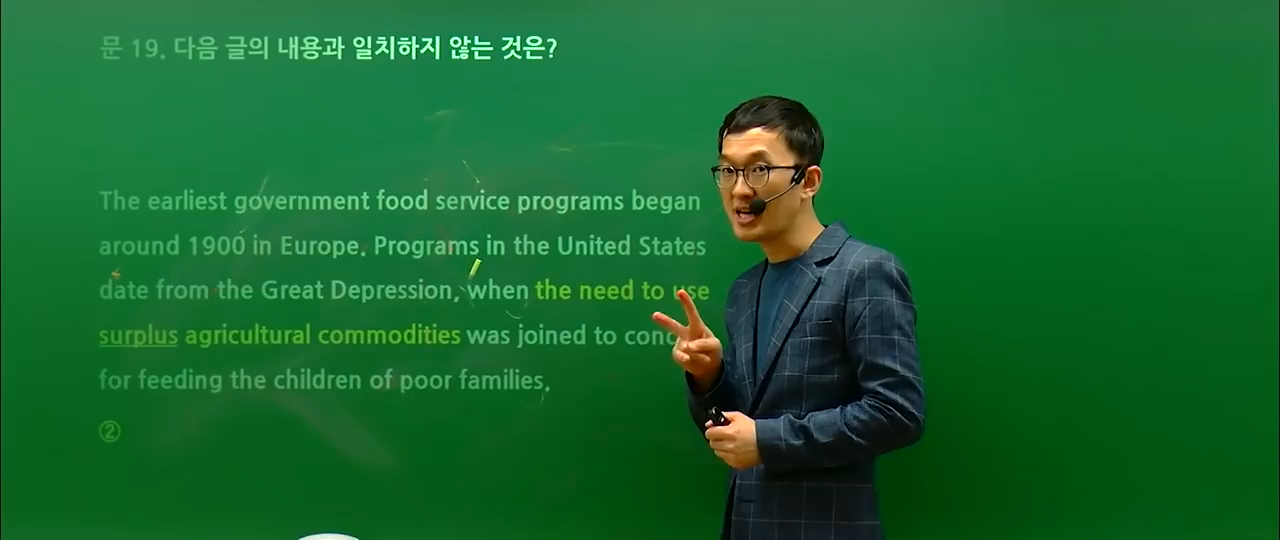 문 19. 다음 글의 내용과 일치하지 않는 것은?
The earliest government food service programs began
around 1900 in Europe. Programs in the United States
date from the Great Depression, when the need to use
surplus agricultural commodities was joined to
for feeding the children of poor families.
②